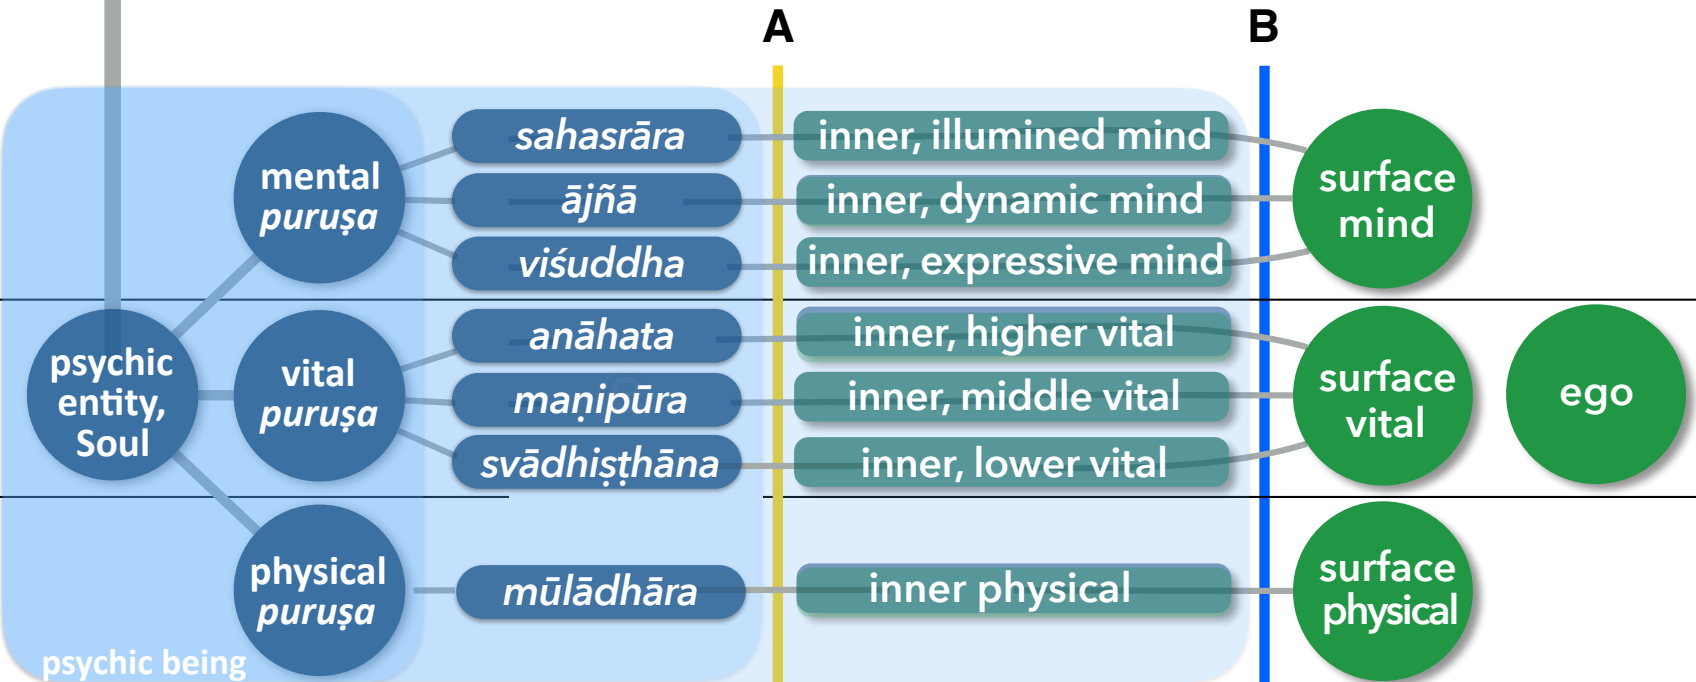 A
B
mental
puruṣa
sahasrāra
inner, illumined mind
ājñā
inner, dynamic mind
viśuddha
inner, expressive mind
surface
mind
psychic
entity,
Soul
vital
puruṣa
anāhata
inner, higher vital
maṇipūra
inner, middle vital
svādhiṣṭhāna
inner, lower vital
surface
vital
ego
physical
puruṣa
mūlādhāra
inner physical
surface
physical
psychic being